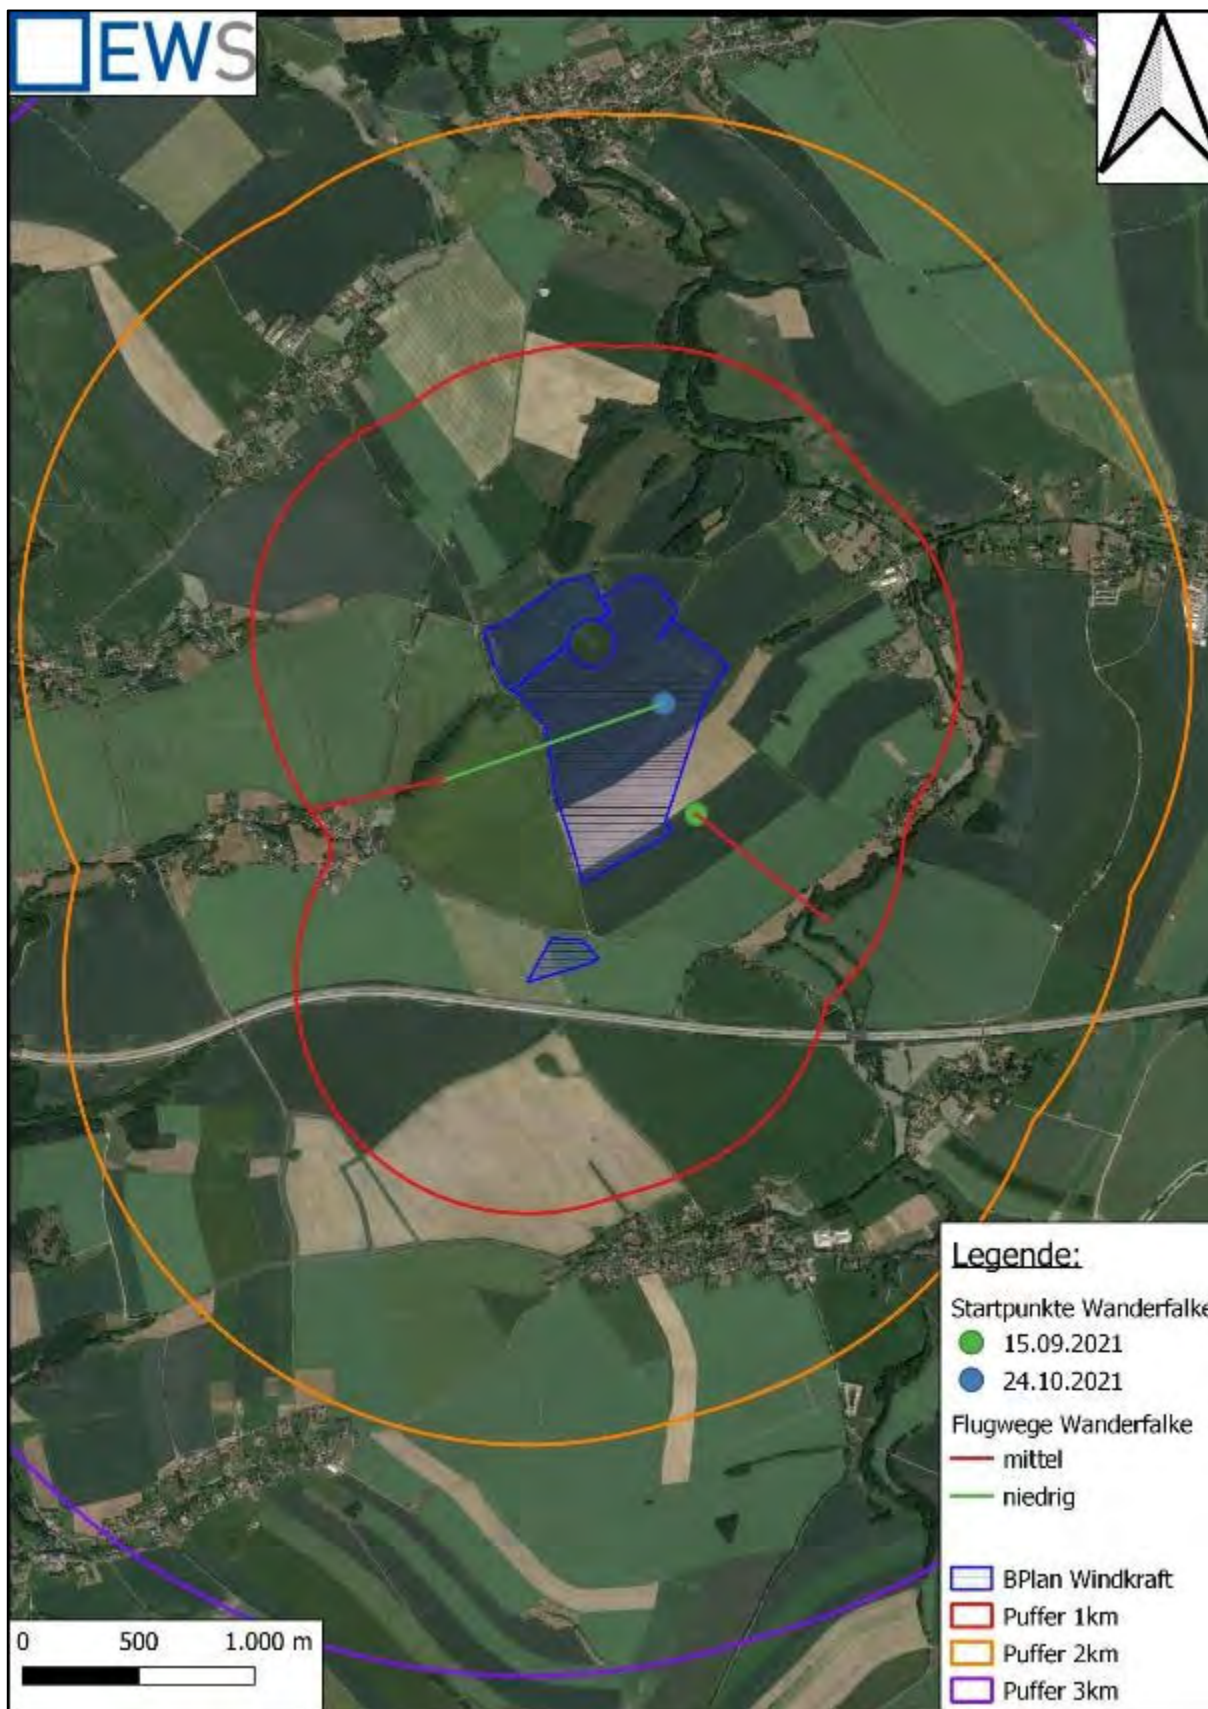 EWS
Legende:
Startpunkte Wanderfalke
15.09.2021
24.10.2021
Flugwege Wanderfalke
mittel
niedrig
BPlan Windkraft
Puffer 1km
Puffer 2km
Puffer 3km
0 500 1.000 m